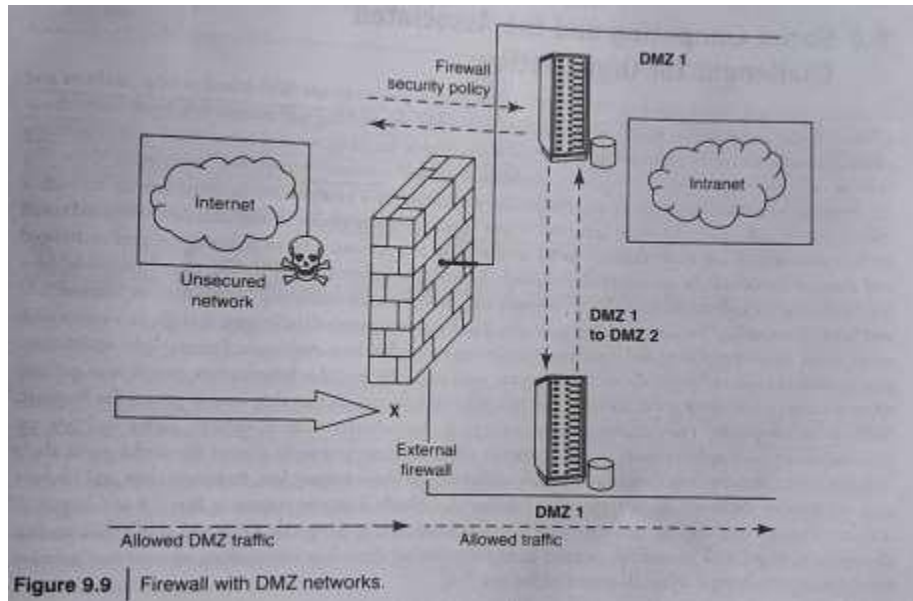 DMZ 1
Firewall
security policy
Internet
Intranet
Unsecured
network
DMZ 1
to DMZ 2
X
External
firewall
DMZ 1
Allowed DMZ traffic
Allowed traffic
Figure 9.9 Firewall with DMZ networks.